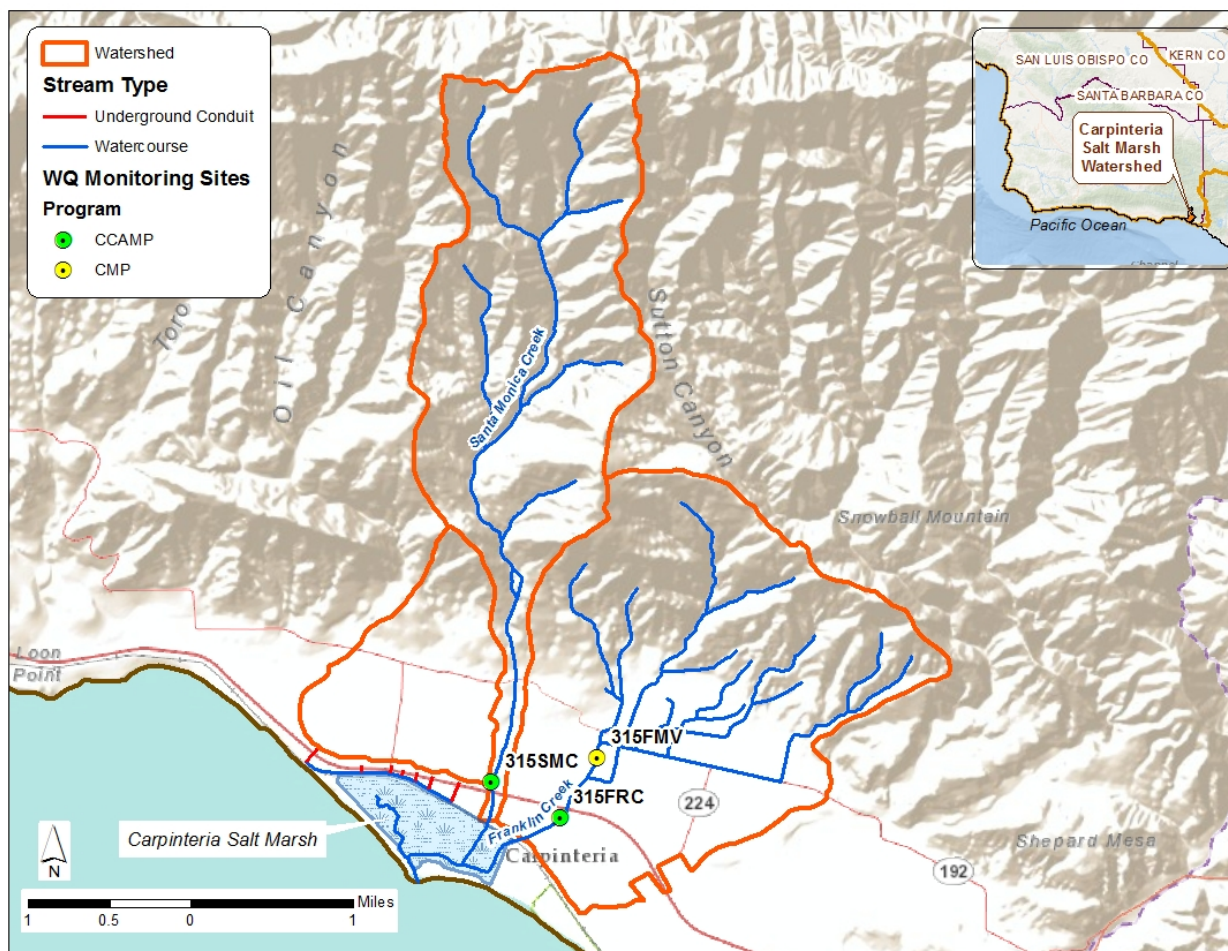 Watershed
Stream Type
Underground Conduit
Watercourse
WQ Monitoring Sites
Program
CCAMP
CMP
SAN LUIS OBISPO CO
KERN CO
SANTA BARBARA CO
Carpinteria
Salt Marsh
Watershed
Pacific Ocean
Channel
Toro
Oil Canyon
Sutton Canyon
Santa Monica Creek
Snowball Mountain
Loon
Point
315FMV
315SMC
315FRC
Franklin Creek
224
Carpinteria Salt Marsh
Carpinteria
Shepard Mesa
192
N
Miles
1 0.5 0 1